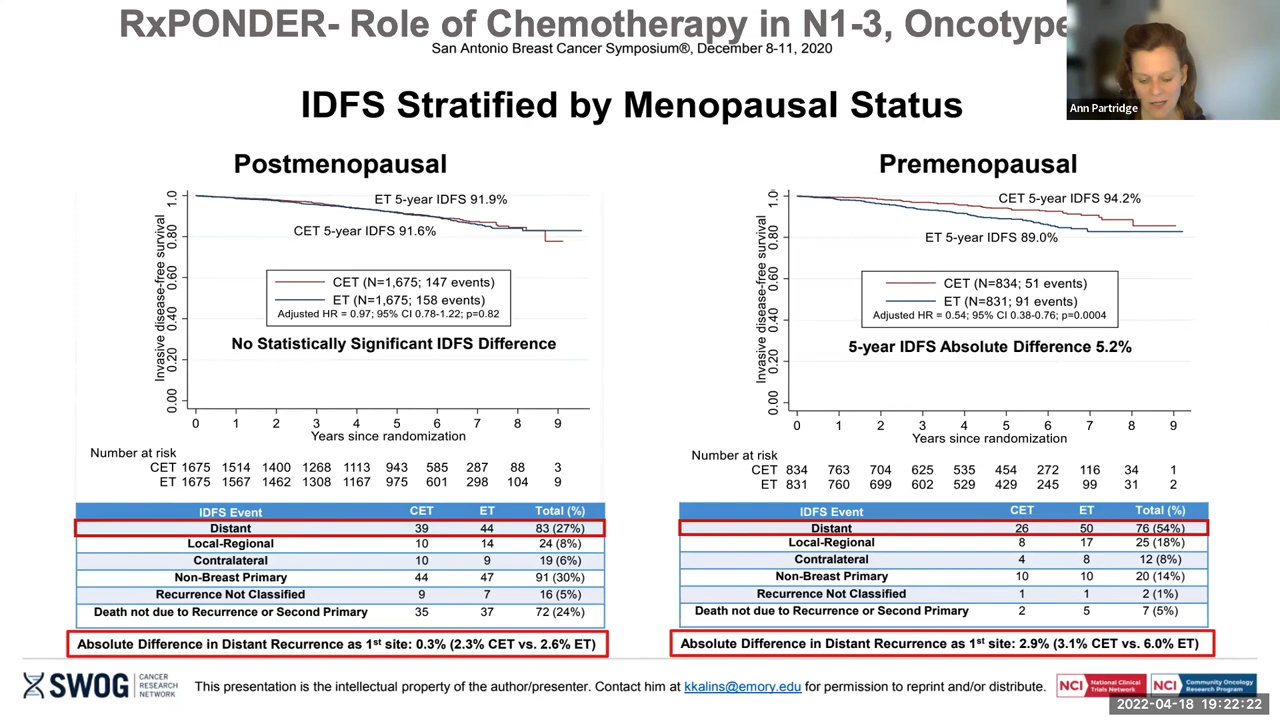 RxPONDER- Role of Chemotherapy in N1-3, Oncotype
San Antonio Breast Cancer Symposium®, December 8-11, 2020
Ann Partridge
IDFS Stratified by Menopausal Status
Postmenopausal
Invasive disease-free survival
1.0
0.80
0.60
0.40
0.20
0.00
ET 5-year IDFS 91.9%
CET 5-year IDFS 91.6%
CET (N=1,675; 147 events)
ET (N=1,675; 158 events)
Adjusted HR = 0.97; 95% CI 0.78-1.22; p=0.82
No Statistically Significant IDFS Difference
0 1 2 3 4 5 6 7 8 9
Years since randomization
Number at risk
CET 1675 1514 1400 1268 1113 943 585 287 88 3
ET 1675 1567 1462 1308 1167 975 601 298 104 9
IDFS Event CET ET Total (%)
Distant 39 44 83 (27%)
Local-Regional 10 14 24 (8%)
Contralateral 10 9 19 (6%)
Non-Breast Primary 44 47 91 (30%)
Recurrence Not Classified 9 7 16 (5%)
Death not due to Recurrence or Second Primary 35 37 72 (24%)
Absolute Difference in Distant Recurrence as 1st site: 0.3% (2.3% CET vs. 2.6% ET)
Premenopausal
Invasive disease-free survival
1.0
0.80
0.60
0.40
0.20
0.00
CET 5-year IDFS 94.2%
ET 5-year IDFS 89.0%
CET (N=834; 51 events)
ET (N=831; 91 events)
Adjusted HR = 0.54; 95% CI 0.38-0.76; p=0.0004
5-year IDFS Absolute Difference 5.2%
0 1 2 3 4 5 6 7 8 9
Years since randomization
Number at risk
CET 834 763 704 625 535 454 272 116 34 1
ET 831 760 699 602 529 429 245 99 31 2
IDFS Event CET ET Total (%)
Distant 26 50 76 (54%)
Local-Regional 8 17 25 (18%)
Contralateral 4 8 12 (8%)
Non-Breast Primary 10 10 20 (14%)
Recurrence Not Classified 1 1 2 (1%)
Death not due to Recurrence or Second Primary 2 5 7 (5%)
Absolute Difference in Distant Recurrence as 1st site: 2.9% (3.1% CET vs. 6.0% ET)
SWOG CANCER RESEARCH NETWORK
This presentation is the intellectual property of the author/presenter. Contact him at kkalins@emory.edu for permission to reprint and/or distribute.
NCI National Clinical Trials Network
NCI Community Oncology Research Program
2022-04-18 19:22:22